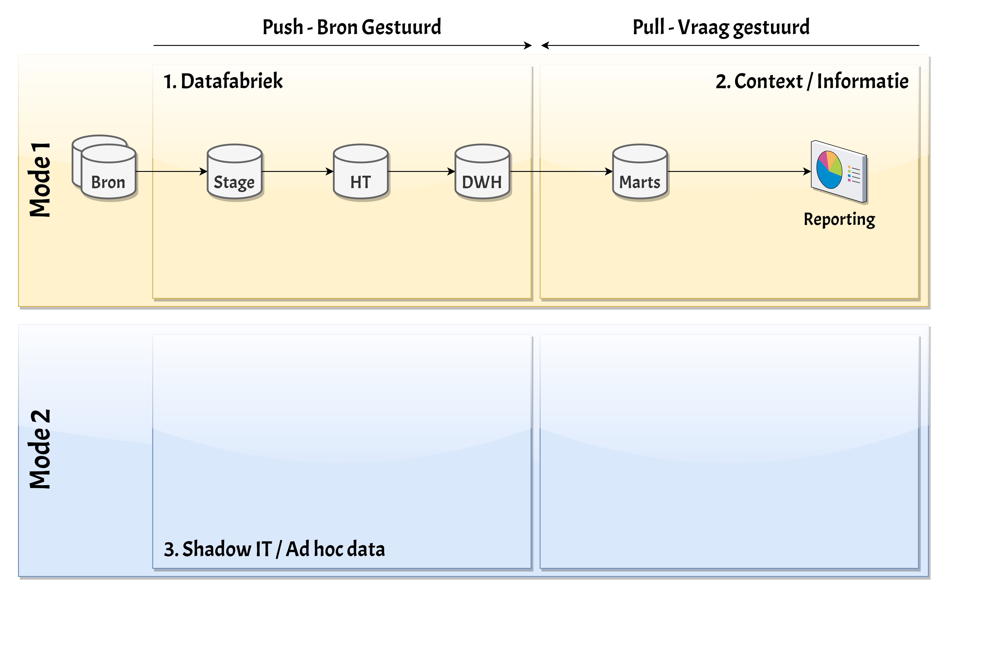 Push - Bron Gestuurd
Pull - Vraag gestuurd
1. Datafabriek
2. Context / Informatie
Mode 1
Bron
Stage
HT
DWH
Marts
Reporting
Mode 2
3. Shadow IT / Ad hoc data